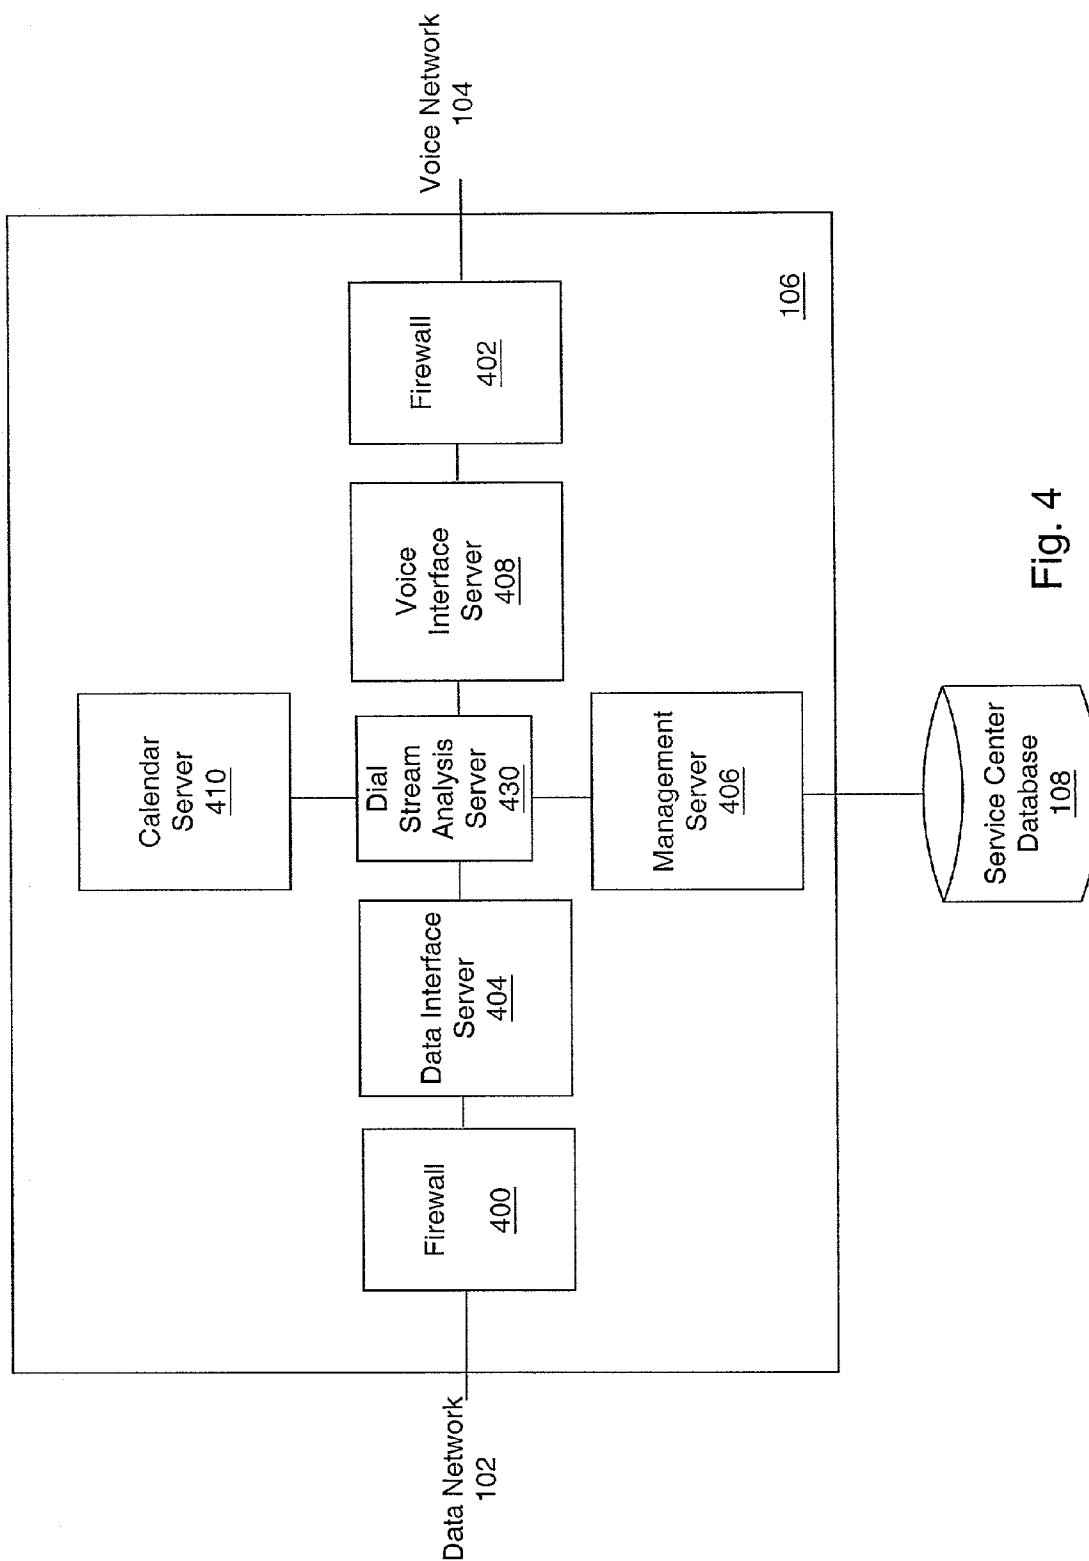 Calendar
Server
410
Data Network
102
Firewall
400
Data Interface
Server
404
Dial
Stream
Analysis
Server
430
Voice
Interface
Server
408
Firewall
402
Voice Network
104
Management
Server
406
106
Service Center
Database
108
Fig. 4